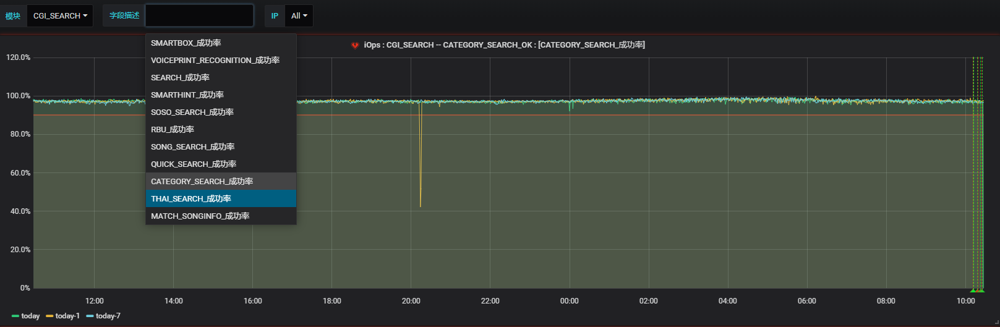 模块 CGI_SEARCH 字段描述 IP All
SMARTBOX_成功率
VOICEPRINT_RECOGNITION_成功率
SEARCH_成功率
SMARTHINT_成功率
SOSO_SEARCH_成功率
RBU_成功率
SONG_SEARCH_成功率
QUICK_SEARCH_成功率
CATEGORY_SEARCH_成功率
THAI_SEARCH_成功率
MATCH_SONGINFO_成功率
iOps : CGI_SEARCH -- CATEGORY_SEARCH_OK : [CATEGORY_SEARCH_成功率]
120.0%
100.0%
80.0%
60.0%
40.0%
20.0%
0%
12:00 14:00 16:00 18:00 20:00 22:00 00:00 02:00 04:00 06:00 08:00 10:00
today today-1 today-7